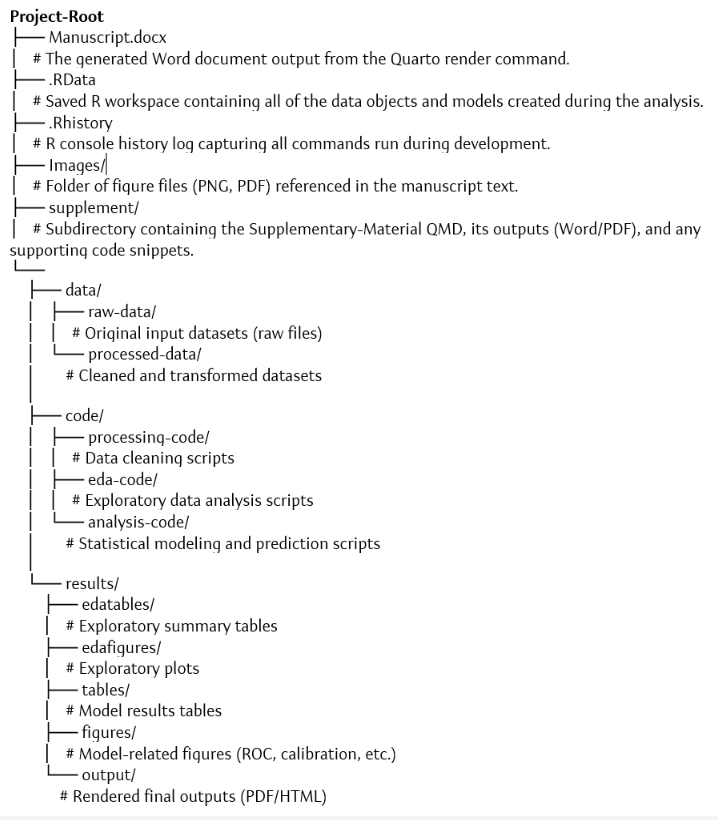 Project-Root
├── Manuscript.docx
│   # The generated Word document output from the Quarto render command.
├── .RData
│   # Saved R workspace containing all of the data objects and models created during the analysis.
├── .Rhistory
│   # R console history log capturing all commands run during development.
├── Images/
│   # Folder of figure files (PNG, PDF) referenced in the manuscript text.
├── supplement/
│   # Subdirectory containing the Supplementary-Material QMD, its outputs (Word/PDF), and any
supporting code snippets.
└──
    ├── data/
    │   ├── raw-data/
    │   │   # Original input datasets (raw files)
    │   └── processed-data/
    │       # Cleaned and transformed datasets
    │
    ├── code/
    │   ├── processing-code/
    │   │   # Data cleaning scripts
    │   ├── eda-code/
    │   │   # Exploratory data analysis scripts
    │   └── analysis-code/
    │       # Statistical modeling and prediction scripts
    │
    └── results/
        ├── edatables/
        │   # Exploratory summary tables
        ├── edafigures/
        │   # Exploratory plots
        ├── tables/
        │   # Model results tables
        ├── figures/
        │   # Model-related figures (ROC, calibration, etc.)
        └── output/
            # Rendered final outputs (PDF/HTML)